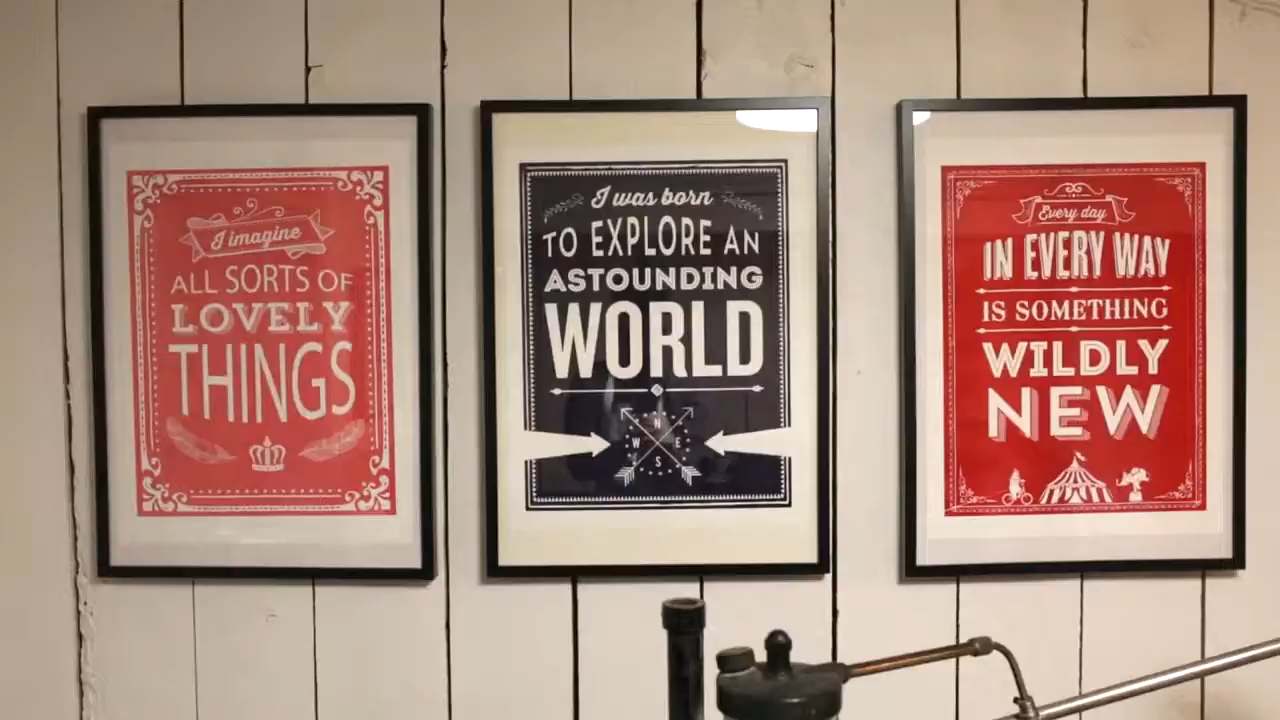 I imagine
ALL SORTS OF
LOVELY
THINGS
I was born
TO EXPLORE AN
ASTOUNDING
WORLD
N
W E
S
Every day
IN EVERY WAY
IS SOMETHING
WILDLY
NEW